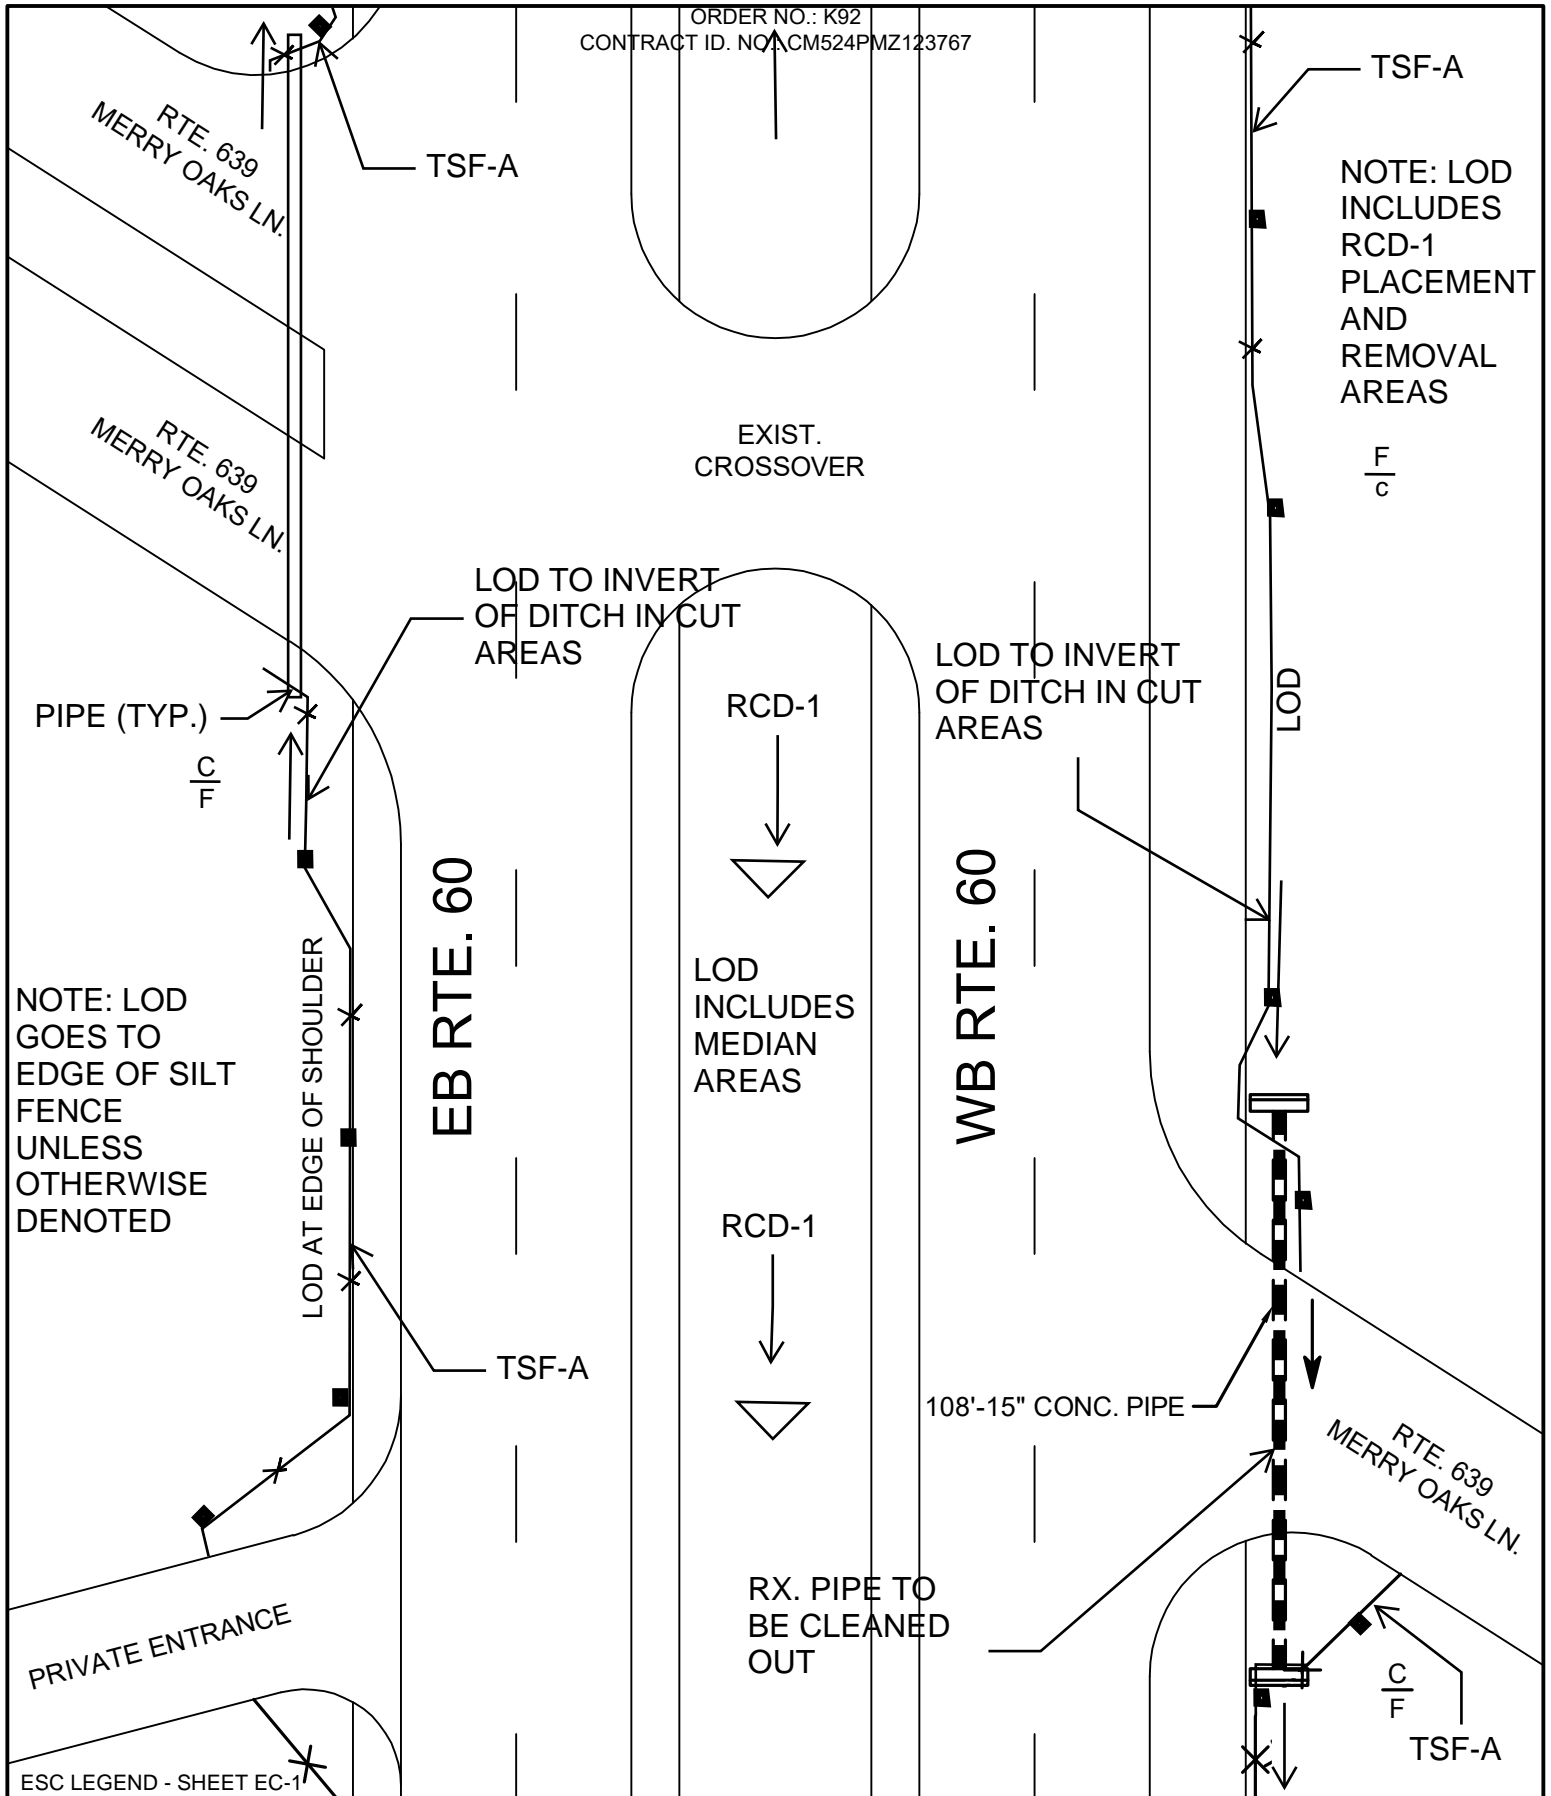 ORDER NO.: K92
CONTRACT ID. NO.: CM524PMZ123767
TSF-A
RTE. 639
MERRY OAKS LN.
TSF-A
NOTE: LOD
INCLUDES
RCD-1
PLACEMENT
AND
REMOVAL
AREAS
EXIST.
CROSSOVER
RTE. 639
MERRY OAKS LN.
F
c
LOD TO INVERT
OF DITCH IN CUT
AREAS
LOD TO INVERT
OF DITCH IN CUT
AREAS
LOD
PIPE (TYP.)
RCD-1
C
F
EB RTE. 60
WB RTE. 60
LOD AT EDGE OF SHOULDER
LOD
INCLUDES
MEDIAN
AREAS
NOTE: LOD
GOES TO
EDGE OF SILT
FENCE
UNLESS
OTHERWISE
DENOTED
RCD-1
TSF-A
108'-15" CONC. PIPE
RTE. 639
MERRY OAKS LN.
RX. PIPE TO
BE CLEANED
OUT
PRIVATE ENTRANCE
C
F
TSF-A
ESC LEGEND - SHEET EC-1